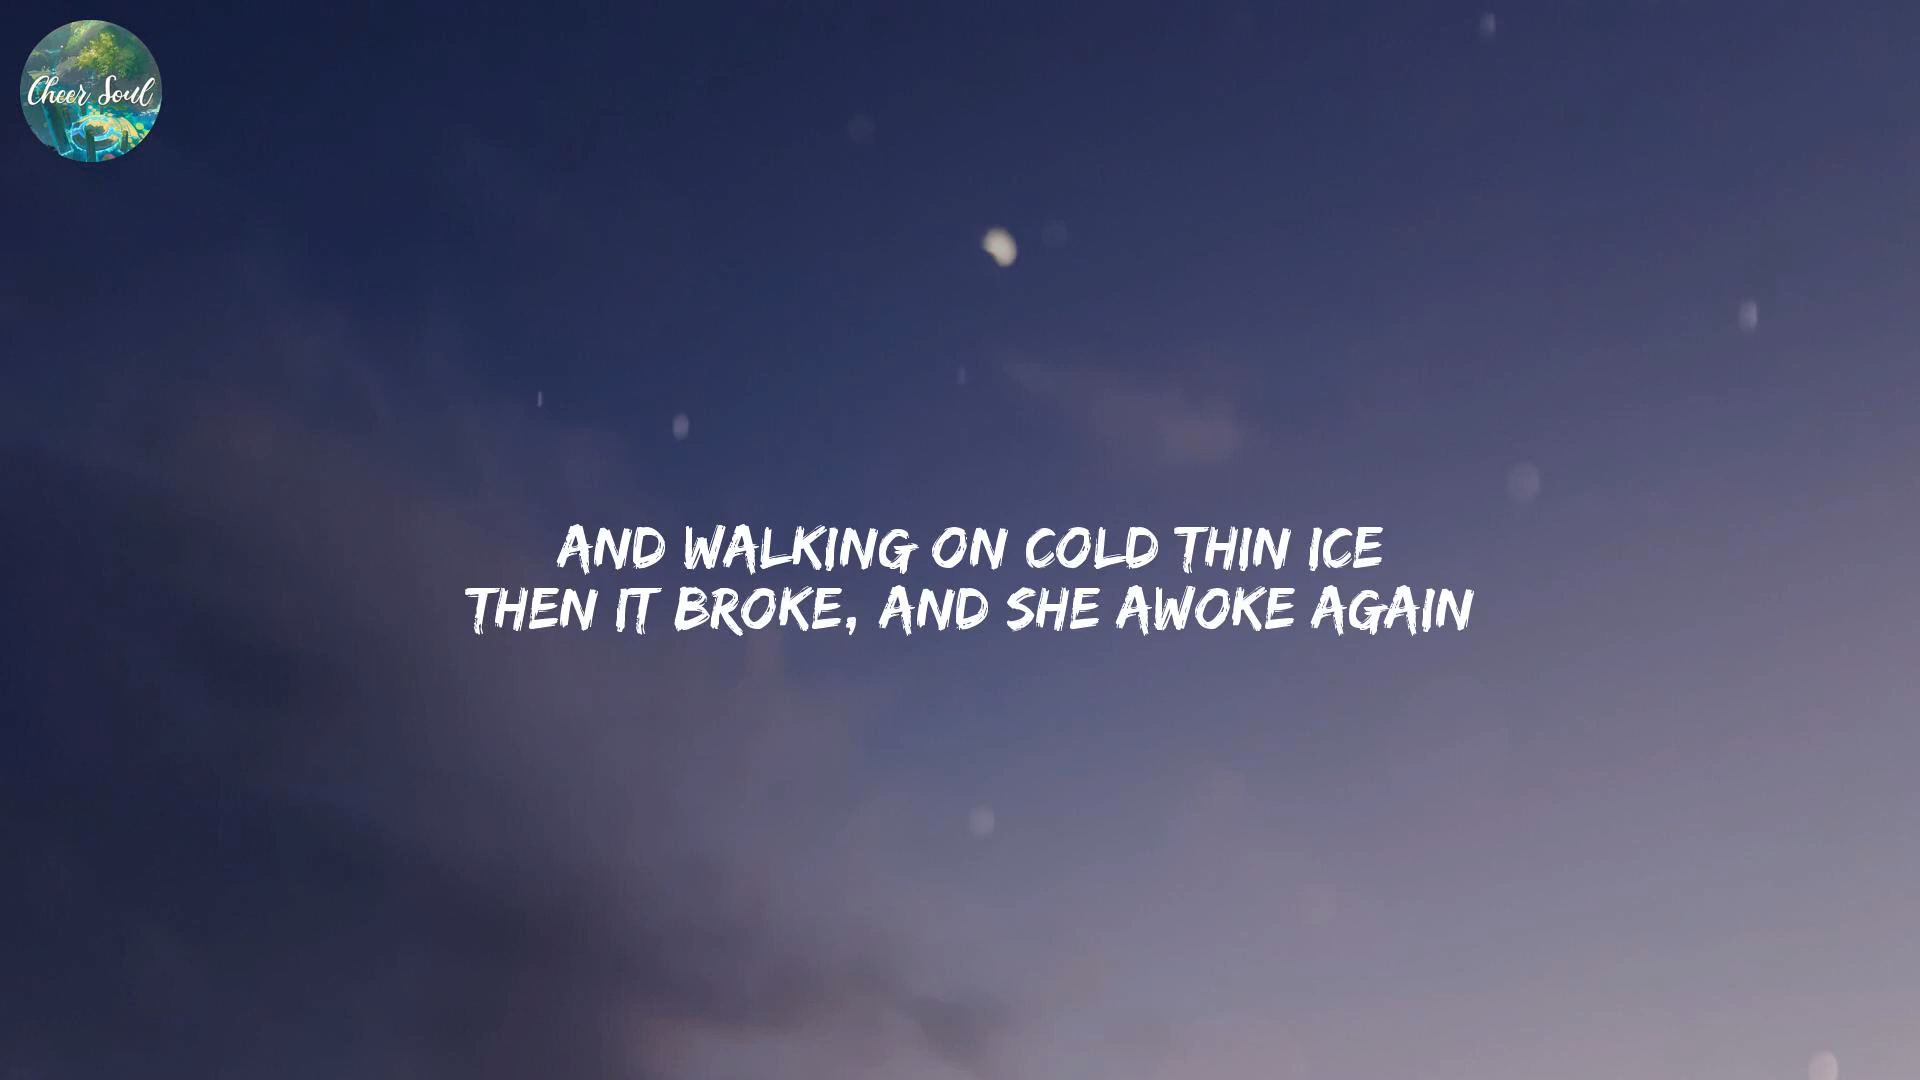 Cheer Soul
AND WALKING ON COLD THIN ICE
THEN IT BROKE, AND SHE AWOKE AGAIN